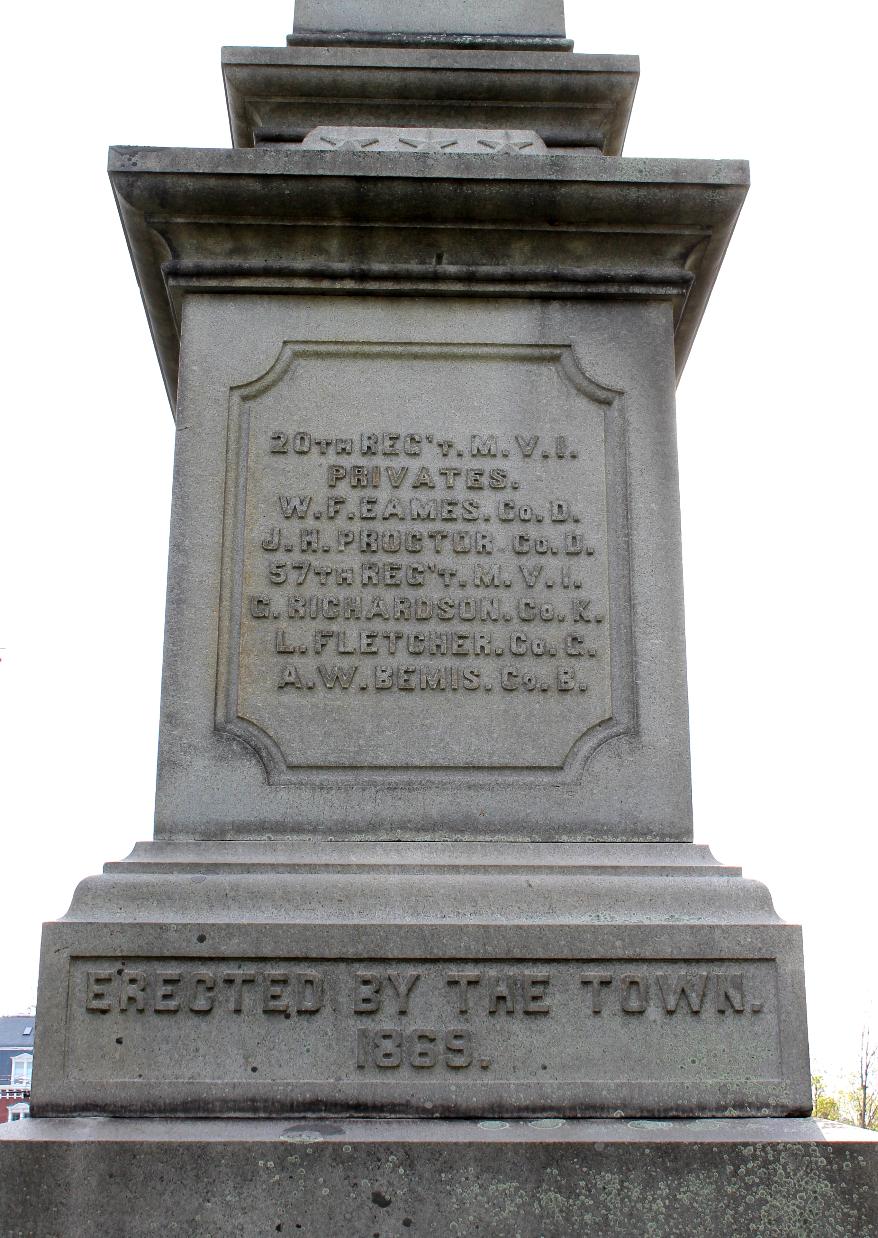 20TH REG'T. M. V. I.
PRIVATES.
W. F. EAMES. Co. D.
J. H. PROCTOR. Co. D.
57TH REG'T. M. V. I.
G. RICHARDSON. Co. K.
L. FLETCHER. Co. G.
A. W. BEMIS. Co. B.
ERECTED BY THE TOWN.
1869.